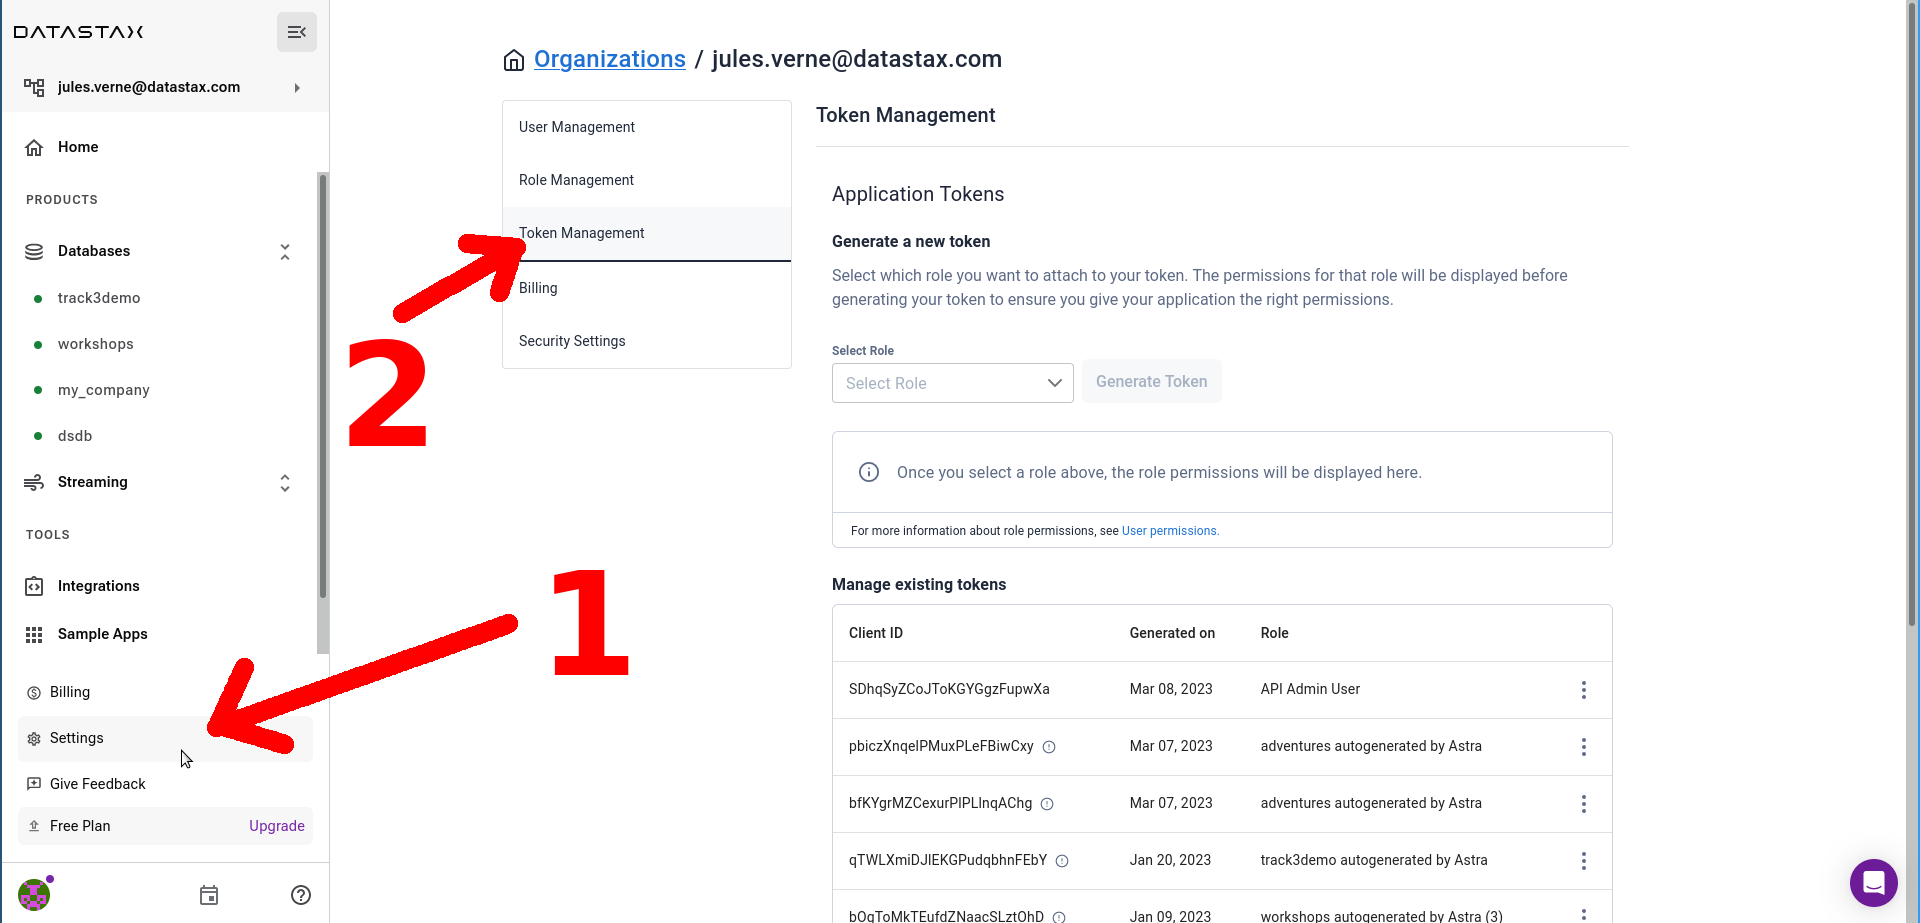 DATASTAX
jules.verne@datastax.com
Home
PRODUCTS
Databases
track3demo
workshops
my_company
dsdb
Streaming
TOOLS
Integrations
Sample Apps
Billing
Settings
Give Feedback
Free Plan Upgrade
Organizations / jules.verne@datastax.com
User Management
Role Management
Token Management
Billing
Security Settings
2
1
Token Management
Application Tokens
Generate a new token
Select which role you want to attach to your token. The permissions for that role will be displayed before
generating your token to ensure you give your application the right permissions.
Select Role
Select Role Generate Token
Once you select a role above, the role permissions will be displayed here.
For more information about role permissions, see User permissions.
Manage existing tokens
Client ID Generated on Role
SDhqSyZCoJToKGYGgzFupwXa Mar 08, 2023 API Admin User
pbiczXnqelPMuxPLeFBiwCxy Mar 07, 2023 adventures autogenerated by Astra
bfKYgrMZCexurPlPLlnqAChg Mar 07, 2023 adventures autogenerated by Astra
qTWLXmiDJlEKGPudqbhnFEbY Jan 20, 2023 track3demo autogenerated by Astra
bOgToMkTEufdZNaacSLztOhD Jan 09, 2023 workshops autogenerated by Astra (3)